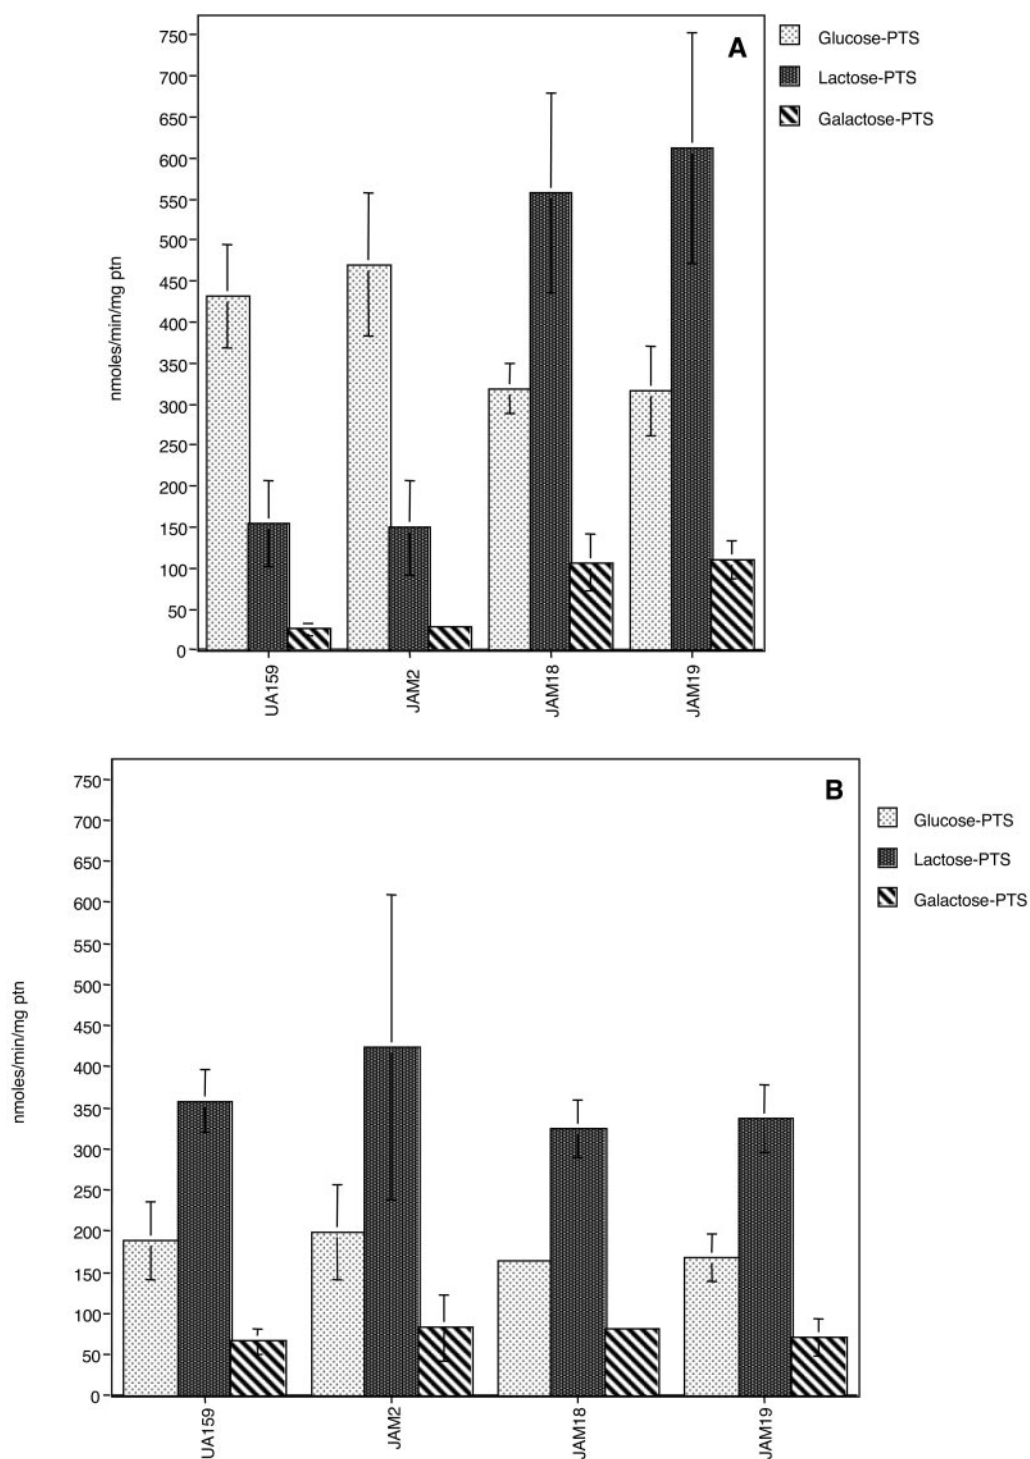 A
750
700
650
600
550
500
450
400
350
300
250
200
150
100
50
0
nmoles/min/mg ptn
UA159
JAM2
JAM18
JAM19
Glucose-PTS
Lactose-PTS
Galactose-PTS
B
750
700
650
600
550
500
450
400
350
300
250
200
150
100
50
0
nmoles/min/mg ptn
UA159
JAM2
JAM18
JAM19
Glucose-PTS
Lactose-PTS
Galactose-PTS